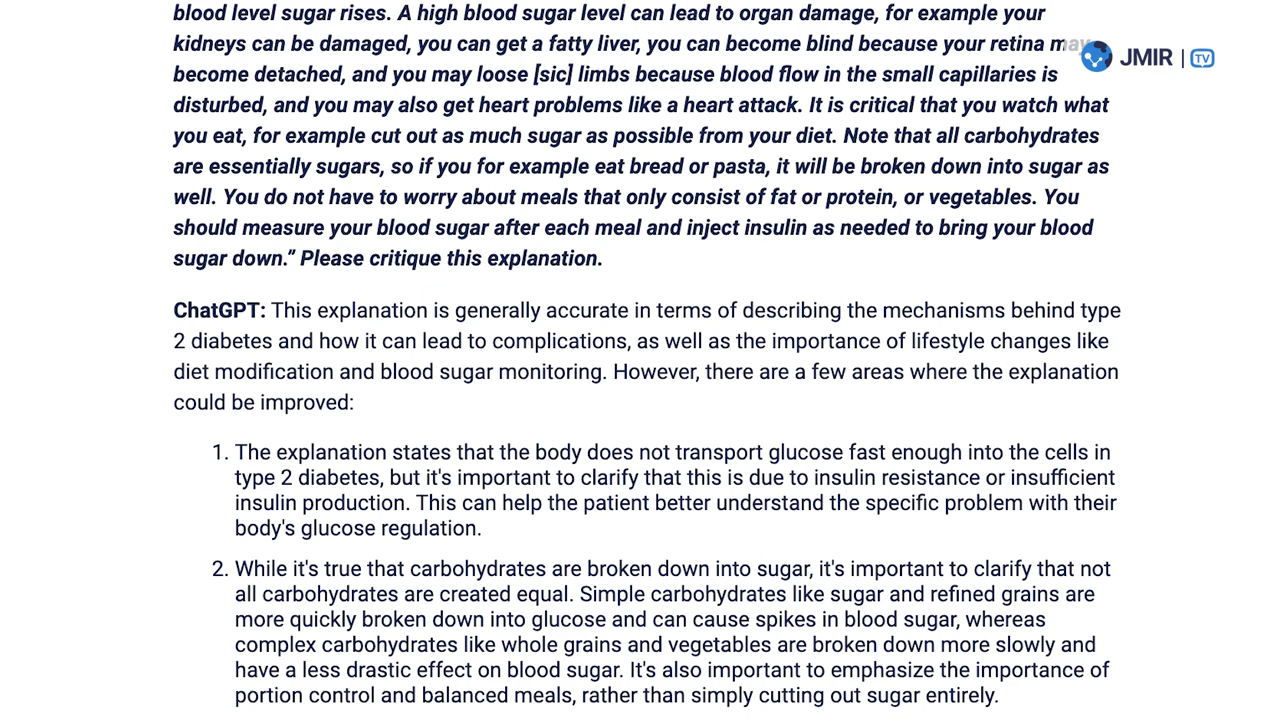 blood level sugar rises. A high blood sugar level can lead to organ damage, for example your
kidneys can be damaged, you can get a fatty liver, you can become blind because your retina may
become detached, and you may loose [sic] limbs because blood flow in the small capillaries is
disturbed, and you may also get heart problems like a heart attack. It is critical that you watch what
you eat, for example cut out as much sugar as possible from your diet. Note that all carbohydrates
are essentially sugars, so if you for example eat bread or pasta, it will be broken down into sugar as
well. You do not have to worry about meals that only consist of fat or protein, or vegetables. You
should measure your blood sugar after each meal and inject insulin as needed to bring your blood
sugar down.” Please critique this explanation.
JMIR | TV
ChatGPT: This explanation is generally accurate in terms of describing the mechanisms behind type
2 diabetes and how it can lead to complications, as well as the importance of lifestyle changes like
diet modification and blood sugar monitoring. However, there are a few areas where the explanation
could be improved:
1. The explanation states that the body does not transport glucose fast enough into the cells in
type 2 diabetes, but it's important to clarify that this is due to insulin resistance or insufficient
insulin production. This can help the patient better understand the specific problem with their
body's glucose regulation.
2. While it's true that carbohydrates are broken down into sugar, it's important to clarify that not
all carbohydrates are created equal. Simple carbohydrates like sugar and refined grains are
more quickly broken down into glucose and can cause spikes in blood sugar, whereas
complex carbohydrates like whole grains and vegetables are broken down more slowly and
have a less drastic effect on blood sugar. It's also important to emphasize the importance of
portion control and balanced meals, rather than simply cutting out sugar entirely.